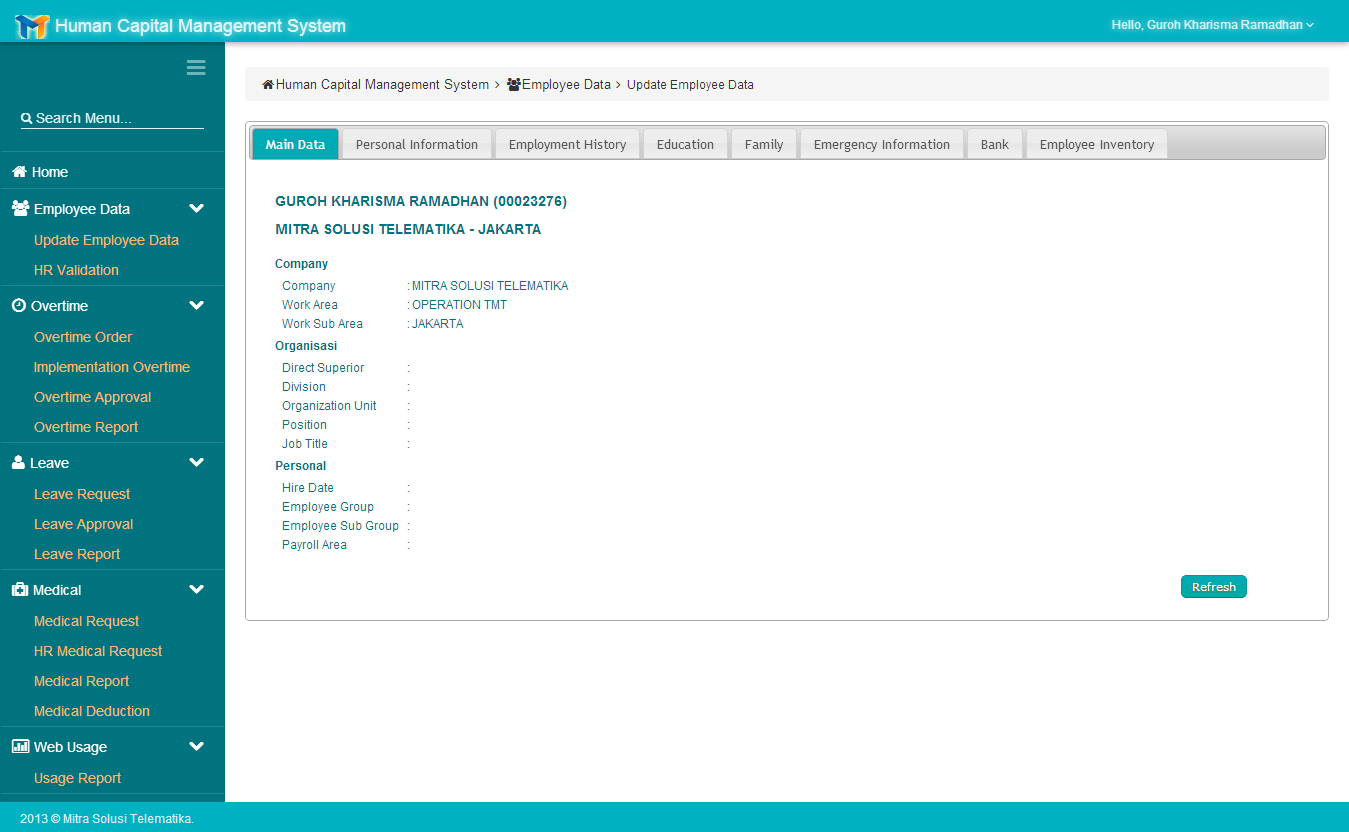 Human Capital Management System
Hello, Guroh Kharisma Ramadhan
Search Menu...
Home
Employee Data
Update Employee Data
HR Validation
Overtime
Overtime Order
Implementation Overtime
Overtime Approval
Overtime Report
Leave
Leave Request
Leave Approval
Leave Report
Medical
Medical Request
HR Medical Request
Medical Report
Medical Deduction
Web Usage
Usage Report
Human Capital Management System > Employee Data > Update Employee Data
Main Data Personal Information Employment History Education Family Emergency Information Bank Employee Inventory
GUROH KHARISMA RAMADHAN (00023276)
MITRA SOLUSI TELEMATIKA - JAKARTA
Company
Company : MITRA SOLUSI TELEMATIKA
Work Area : OPERATION TMT
Work Sub Area : JAKARTA
Organisasi
Direct Superior :
Division :
Organization Unit :
Position :
Job Title :
Personal
Hire Date :
Employee Group :
Employee Sub Group :
Payroll Area :
Refresh
2013 © Mitra Solusi Telematika.